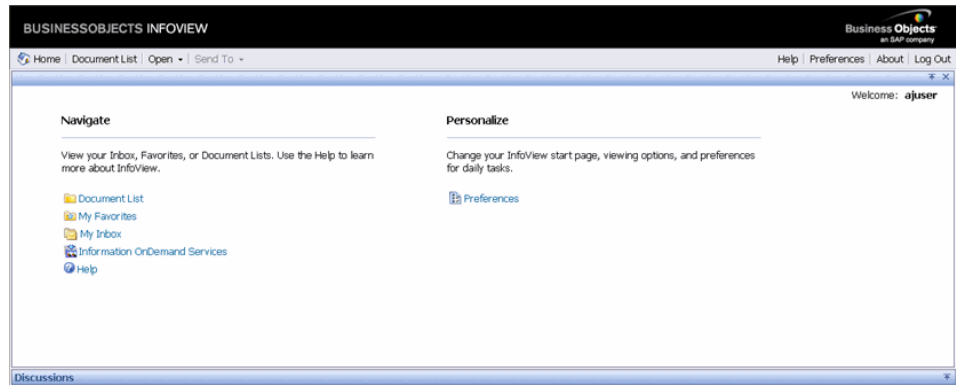 BUSINESSOBJECTS INFOVIEW
Business Objects
an SAP company
Home | Document List | Open | Send To
Help | Preferences | About | Log Out
Welcome: ajuser
Navigate
View your Inbox, Favorites, or Document Lists. Use the Help to learn
more about InfoView.
Document List
My Favorites
My Inbox
Information OnDemand Services
Help
Personalize
Change your InfoView start page, viewing options, and preferences
for daily tasks.
Preferences
Discussions